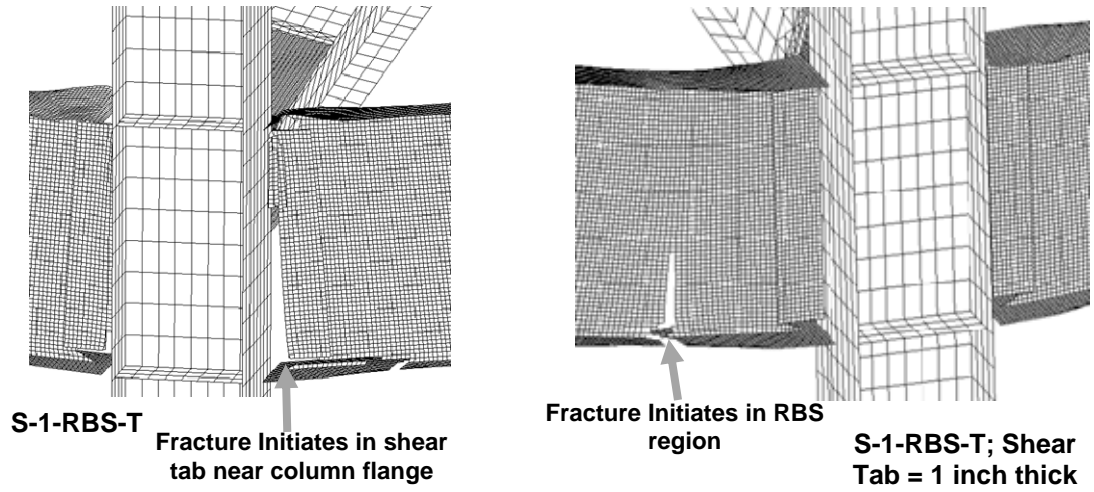 S-1-RBS-T
Fracture Initiates in shear
tab near column flange
Fracture Initiates in RBS
region
S-1-RBS-T; Shear
Tab = 1 inch thick